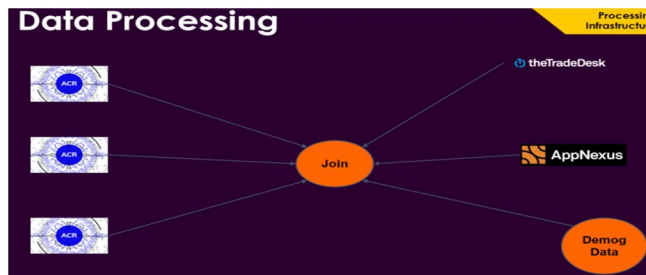 Data Processing
Processin
Infrastructu
ACR
theTradeDesk
ACR
Join
AppNexus
ACR
Demog
Data